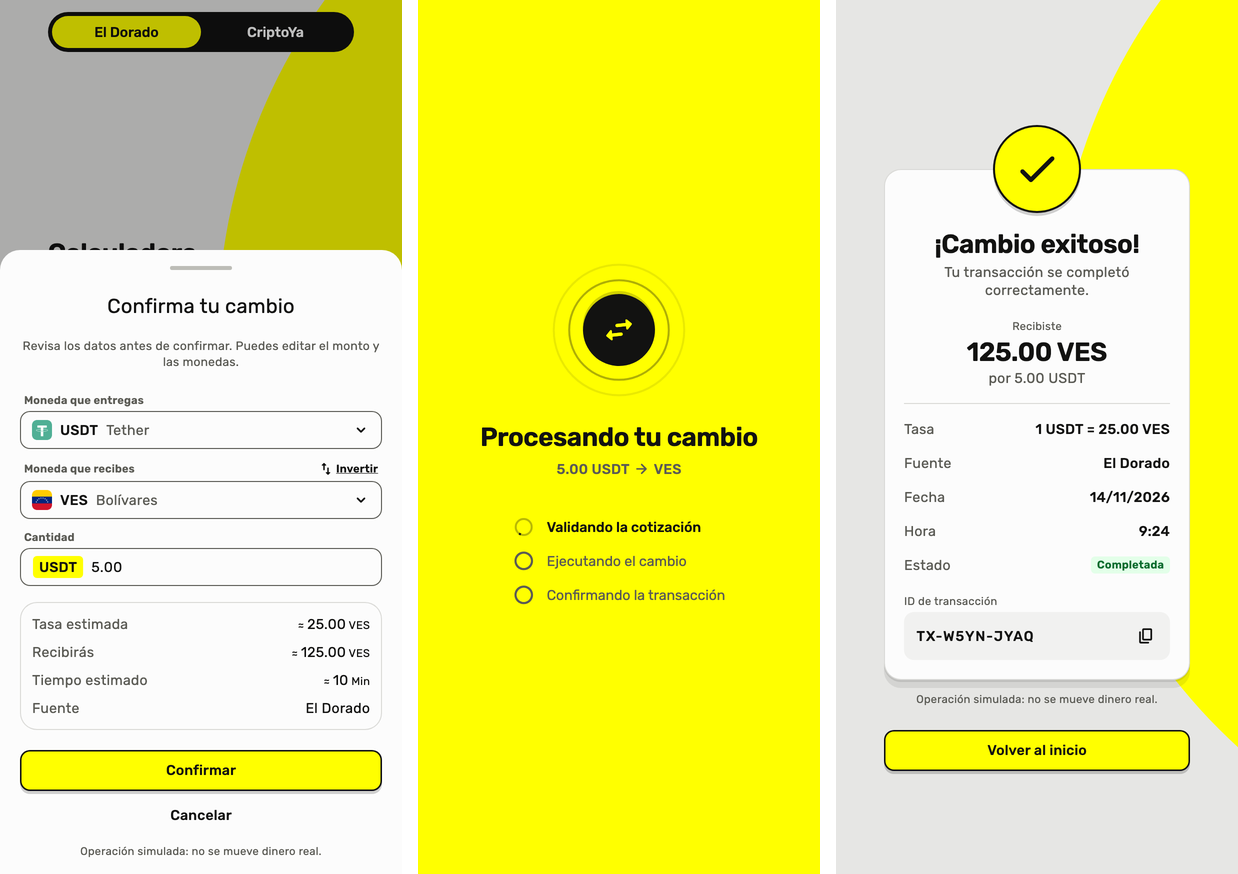 El Dorado
CriptoYa
Calculadora
Confirma tu cambio
Revisa los datos antes de confirmar. Puedes editar el monto y
las monedas.
Moneda que entregas
USDT Tether
Moneda que recibes
Invertir
VES Bolívares
Cantidad
USDT 5.00
Tasa estimada ≈ 25.00 VES
Recibirás ≈ 125.00 VES
Tiempo estimado ≈ 10 Min
Fuente El Dorado
Confirmar
Cancelar
Operación simulada: no se mueve dinero real.
Procesando tu cambio
5.00 USDT → VES
Validando la cotización
Ejecutando el cambio
Confirmando la transacción
¡Cambio exitoso!
Tu transacción se completó
correctamente.
Recibiste
125.00 VES
por 5.00 USDT
Tasa 1 USDT = 25.00 VES
Fuente El Dorado
Fecha 14/11/2026
Hora 9:24
Estado Completada
ID de transacción
TX-W5YN-JYAQ
Operación simulada: no se mueve dinero real.
Volver al inicio